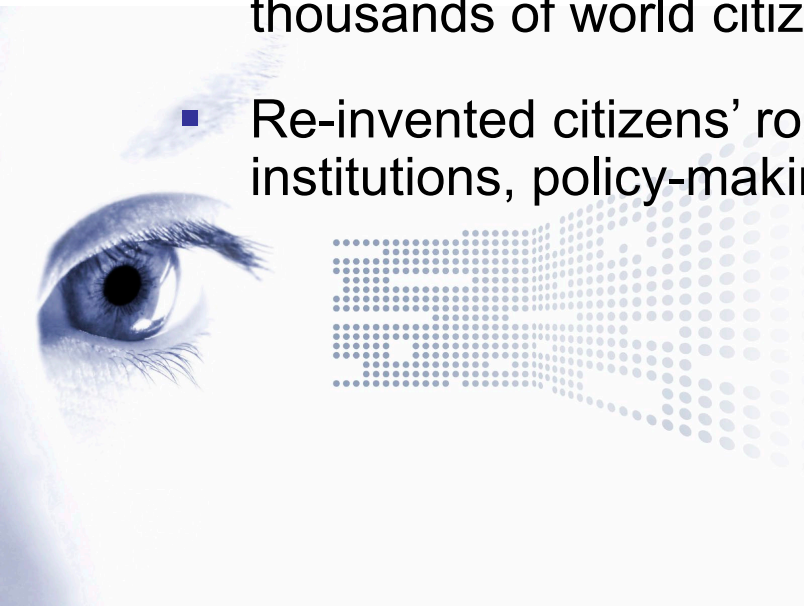 thousands of world citiz
Re-invented citizens’ ro
institutions, policy-makin